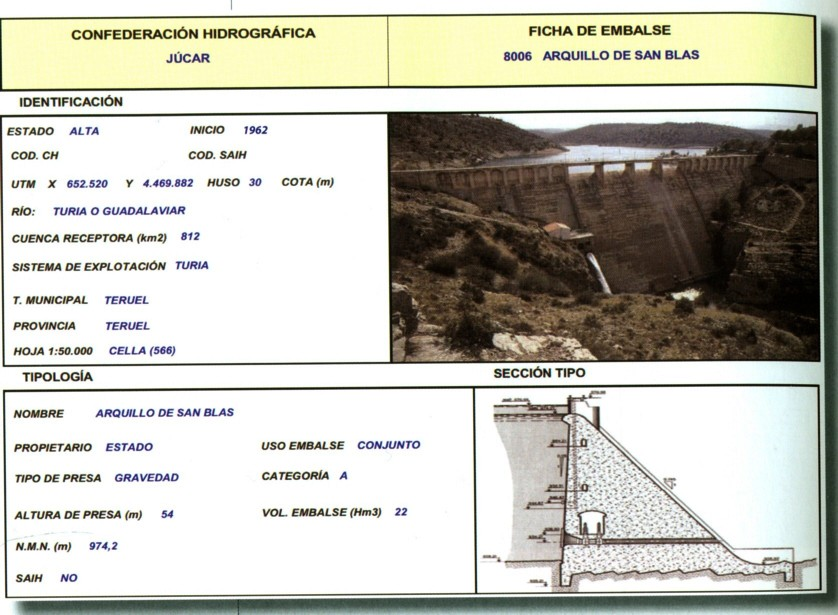 CONFEDERACIÓN HIDROGRÁFICA
JÚCAR
FICHA DE EMBALSE
8006 ARQUILLO DE SAN BLAS
IDENTIFICACIÓN
ESTADO ALTA INICIO 1962
COD. CH COD. SAIH
UTM X 652.520 Y 4.469.882 HUSO 30 COTA (m)
RÍO: TURIA O GUADALAVIAR
CUENCA RECEPTORA (km2) 812
SISTEMA DE EXPLOTACIÓN TURIA
T. MUNICIPAL TERUEL
PROVINCIA TERUEL
HOJA 1:50.000 CELLA (566)
TIPOLOGÍA
NOMBRE ARQUILLO DE SAN BLAS
PROPIETARIO ESTADO USO EMBALSE CONJUNTO
TIPO DE PRESA GRAVEDAD CATEGORÍA A
ALTURA DE PRESA (m) 54 VOL. EMBALSE (Hm3) 22
N.M.N. (m) 974,2
SAIH NO
SECCIÓN TIPO